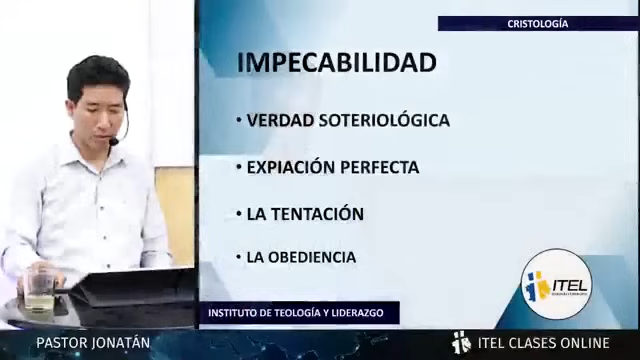 CRISTOLOGÍA
IMPECABILIDAD
• VERDAD SOTERIOLÓGICA
• EXPIACIÓN PERFECTA
• LA TENTACIÓN
• LA OBEDIENCIA
ITEL
INSTITUTO DE TEOLOGÍA Y LIDERAZGO
PASTOR JONATÁN
ITEL CLASES ONLINE